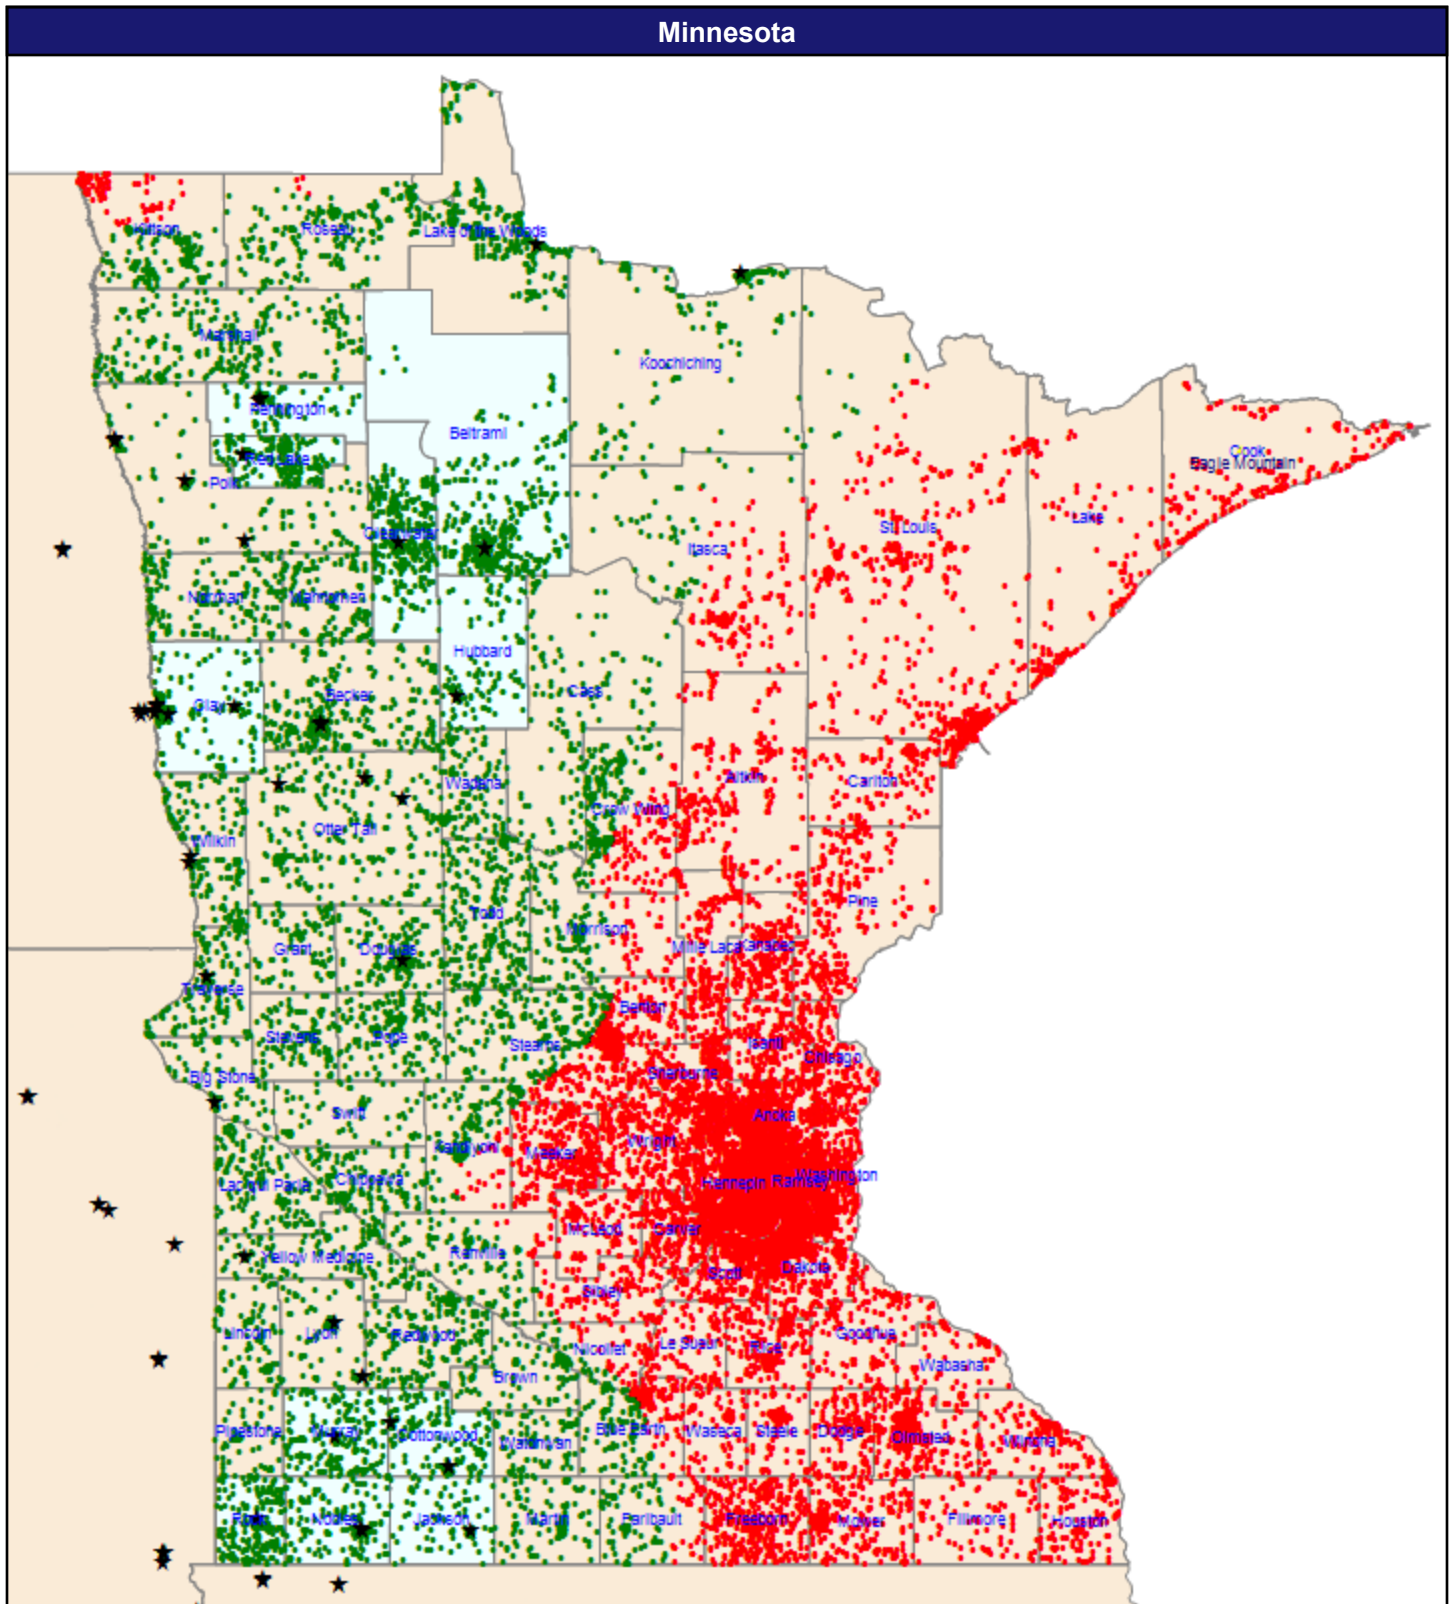 Minnesota
Kittson
Roseau
Lake of the Woods
Marshall
Koochiching
Pennington
Beltrami
Red Lake
Polk
Cook
Eagle Mountain
Clearwater
Itasca
St. Louis
Lake
Norman
Mahnomen
Hubbard
Clay
Becker
Cass
Wadena
Aitkin
Carlton
Crow Wing
Otter Tail
Wilkin
Pine
Todd
Morrison
Grant
Douglas
Mille Lacs
Kanabec
Traverse
Benton
Stevens
Pope
Stearns
Isanti
Chisago
Big Stone
Sherburne
Swift
Anoka
Kandiyohi
Meeker
Wright
Lac qui Parle
Chippewa
Hennepin
Ramsey
Washington
McLeod
Carver
Yellow Medicine
Renville
Scott
Dakota
Sibley
Lincoln
Lyon
Redwood
Nicollet
Le Sueur
Rice
Goodhue
Wabasha
Brown
Pipestone
Murray
Cottonwood
Watonwan
Blue Earth
Waseca
Steele
Dodge
Olmsted
Winona
Rock
Nobles
Jackson
Martin
Faribault
Freeborn
Mower
Fillmore
Houston